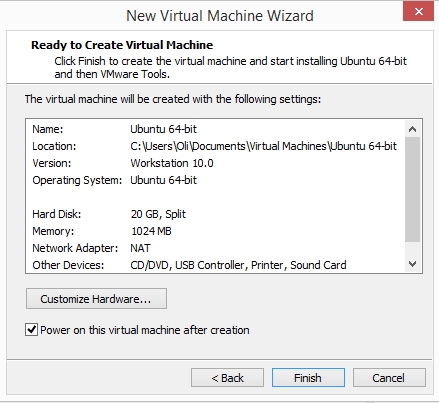 New Virtual Machine Wizard
Ready to Create Virtual Machine
Click Finish to create the virtual machine and start installing Ubuntu 64-bit
and then VMware Tools.
The virtual machine will be created with the following settings:
Name: Ubuntu 64-bit
Location: C:\Users\Oli\Documents\Virtual Machines\Ubuntu 64-bit
Version: Workstation 10.0
Operating System: Ubuntu 64-bit
Hard Disk: 20 GB, Split
Memory: 1024 MB
Network Adapter: NAT
Other Devices: CD/DVD, USB Controller, Printer, Sound Card
Customize Hardware...
Power on this virtual machine after creation
< Back Finish Cancel